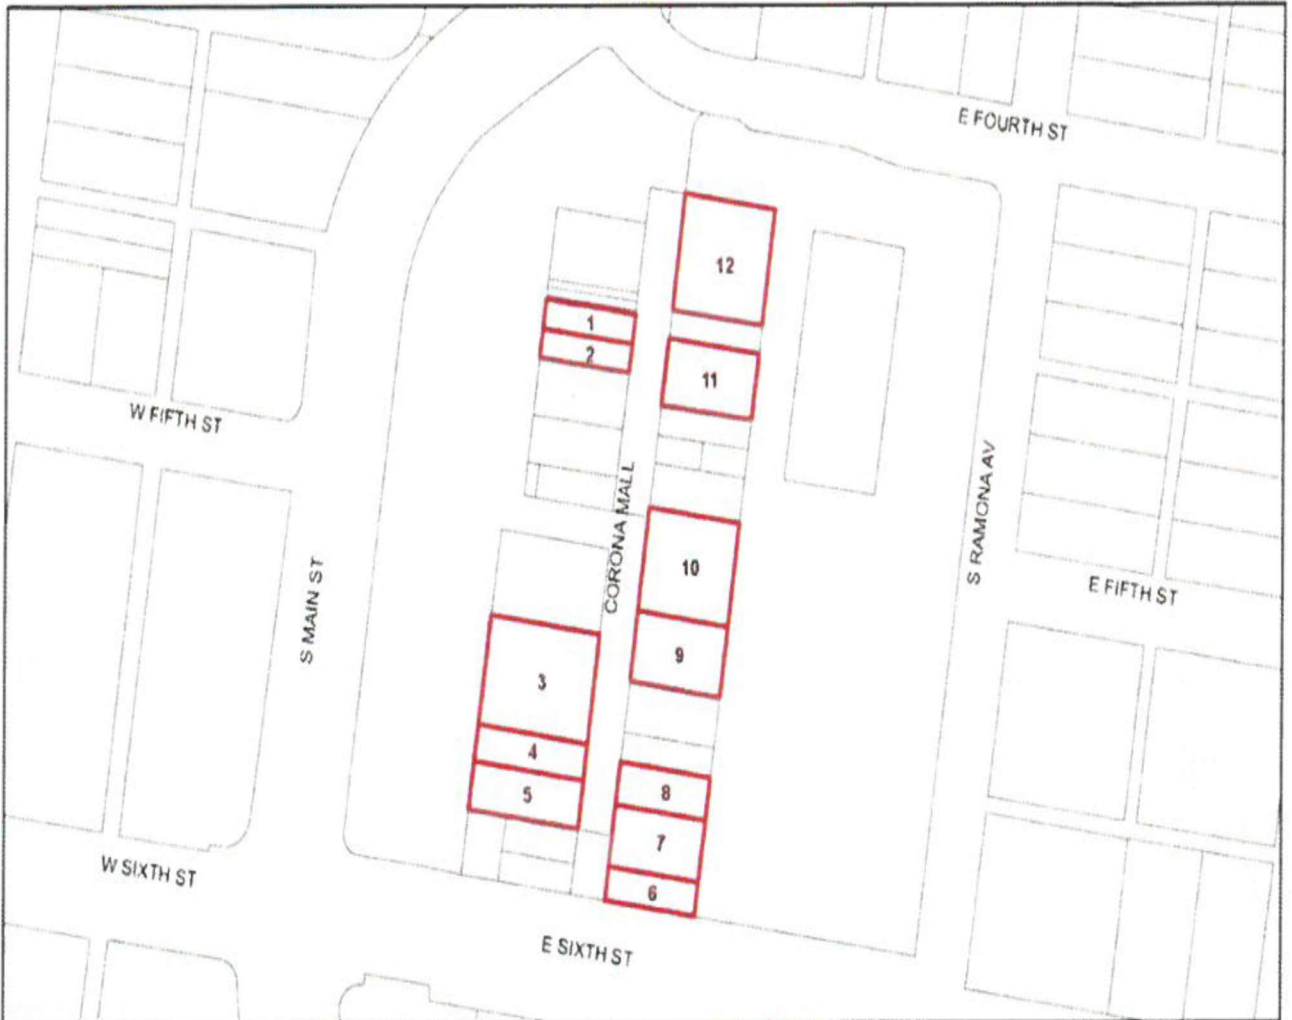 E FOURTH ST
12
1
2
11
W FIFTH ST
CORONA MALL
S RAMONA AV
10
E FIFTH ST
S MAIN ST
9
3
4
8
5
7
W SIXTH ST
6
E SIXTH ST